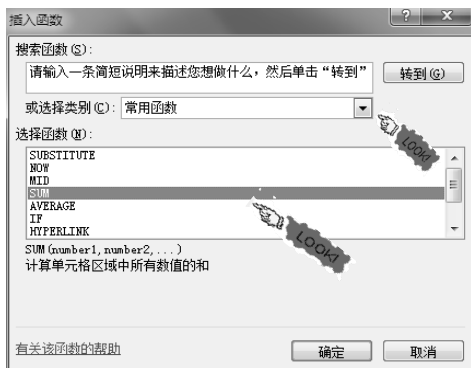 插入函数
?
X
搜索函数(S):
请输入一条简短说明来描述您想做什么，然后单击“转到”
转到(G)
或选择类别(C): 常用函数
LOOK!
选择函数(N):
SUBSTITUTE
NOW
MID
SUM
AVERAGE
IF
HYPERLINK
LOOK!
SUM(number1,number2,...)
计算单元格区域中所有数值的和
有关该函数的帮助
确定
取消